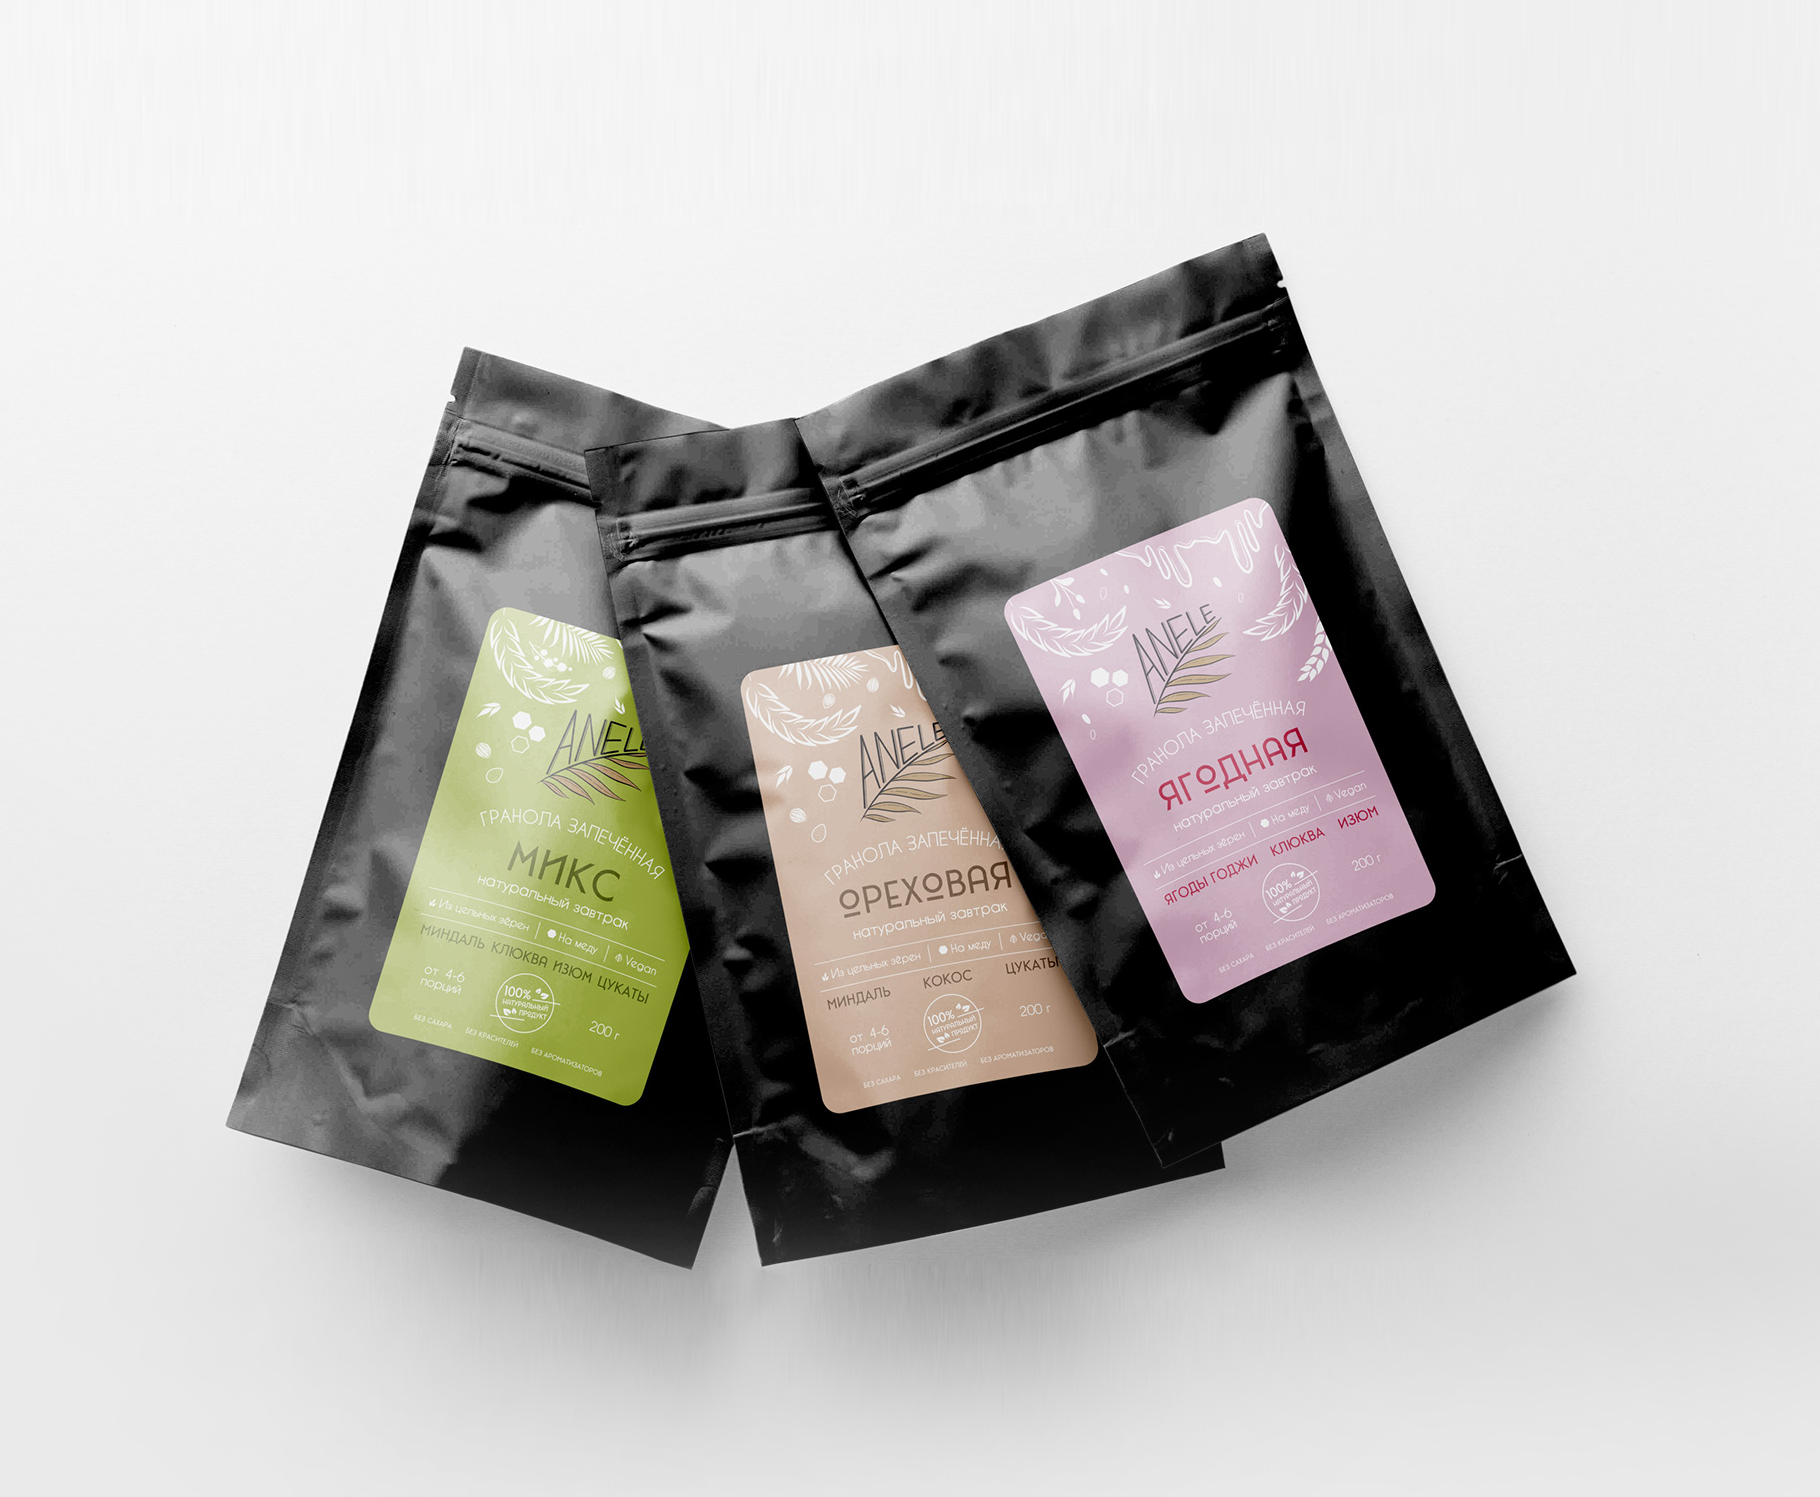 ANELE
ГРАНОЛА ЗАПЕЧЁННАЯ
МИКС
натуральный завтрак
Из цельных зёрен | На меду | Vegan
МИНДАЛЬ КЛЮКВА ИЗЮМ ЦУКАТЫ
от 4-6
порций
100%
НАТУРАЛЬНЫЙ
ПРОДУКТ
200 г
БЕЗ САХАРА БЕЗ КРАСИТЕЛЕЙ БЕЗ АРОМАТИЗАТОРОВ
ANELE
ГРАНОЛА ЗАПЕЧЁННА
ОРЕХОВАЯ
натуральный завтрак
Из цельных зёрен | На меду | Vega
МИНДАЛЬ КОКОС ЦУКАТЫ
от 4-6
порций
100%
НАТУРАЛЬНЫЙ
ПРОДУКТ
200 г
БЕЗ САХАРА БЕЗ КРАСИТЕЛЕЙ БЕЗ АРОМАТИЗАТОРОВ
ANELE
ГРАНОЛА ЗАПЕЧЁННАЯ
ЯГОДНАЯ
натуральный завтрак
Из цельных зёрен | На меду | Vegan
ЯГОДЫ ГОДЖИ КЛЮКВА ИЗЮМ
от 4-6
порций
100%
НАТУРАЛЬНЫЙ
ПРОДУКТ
200 г
БЕЗ САХАРА БЕЗ КРАСИТЕЛЕЙ БЕЗ АРОМАТИЗАТОРОВ